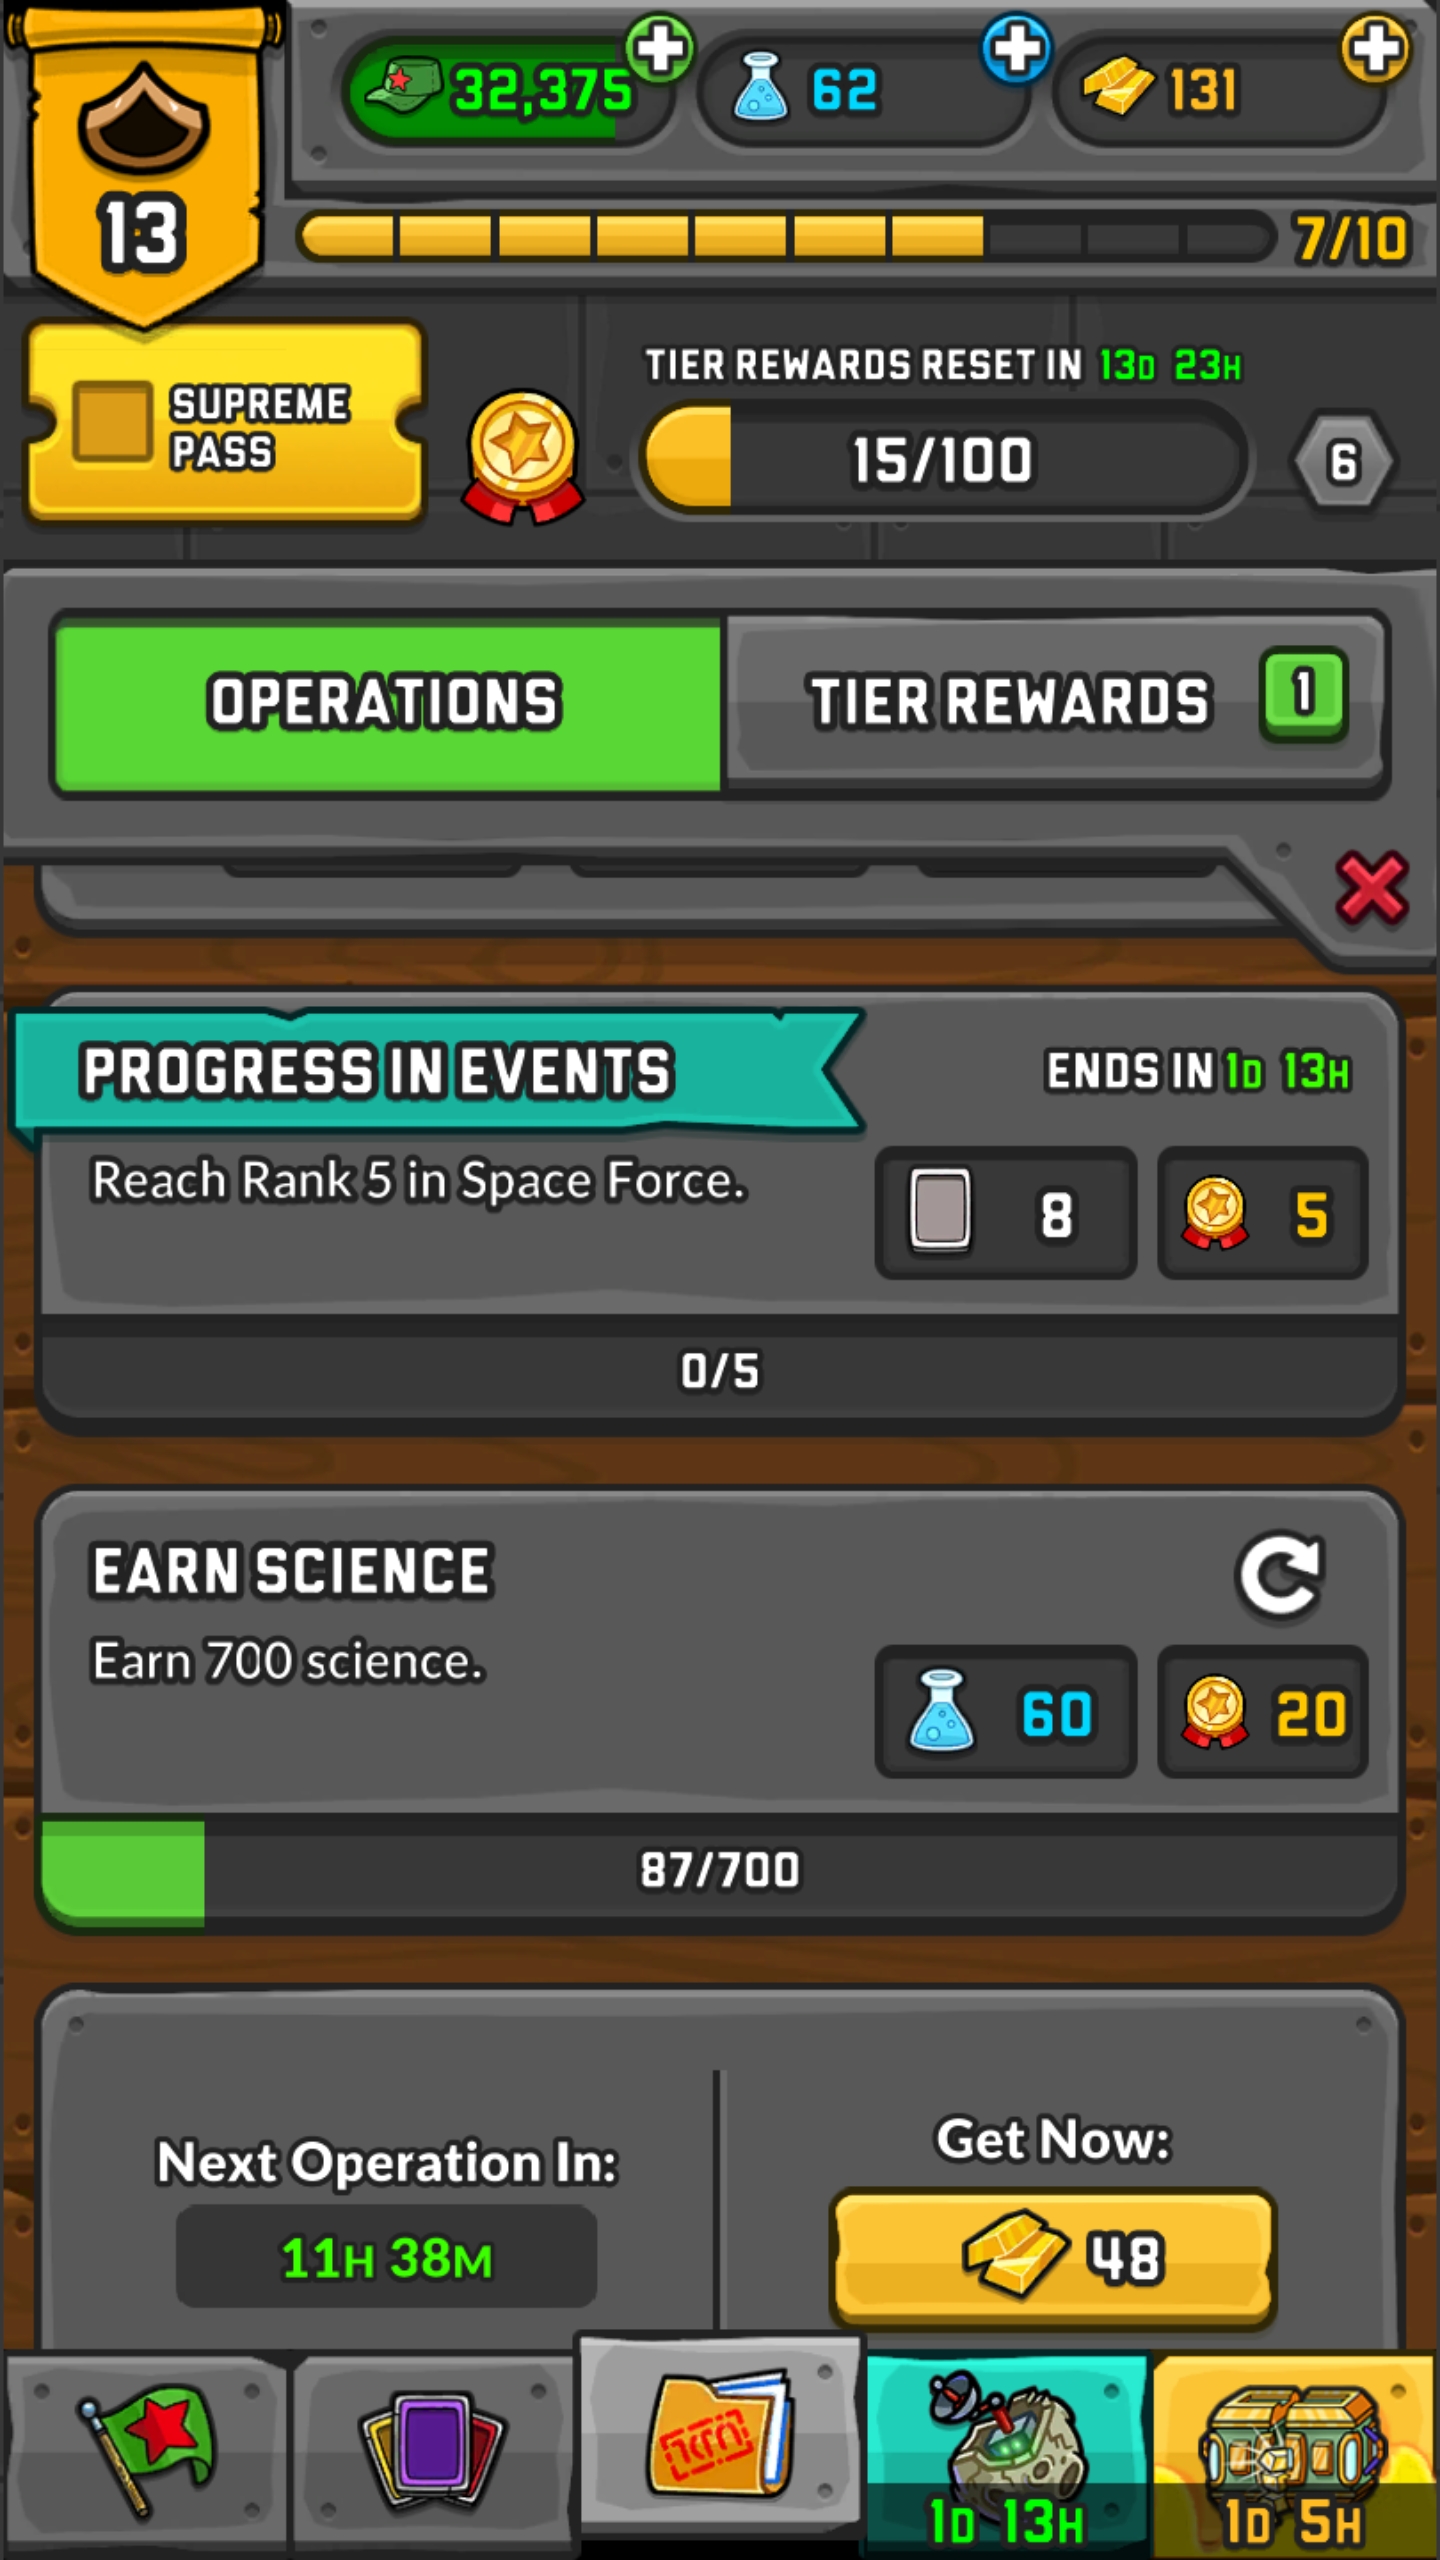 32,375
62
131
13
7/10
SUPREME
PASS
TIER REWARDS RESET IN 13D 23H
15/100
6
OPERATIONS
TIER REWARDS
1
PROGRESS IN EVENTS
ENDS IN 1D 13H
Reach Rank 5 in Space Force.
8
5
0/5
EARN SCIENCE
Earn 700 science.
60
20
87/700
Next Operation In:
11H 38M
Get Now:
48
1D 13H
1D 5H